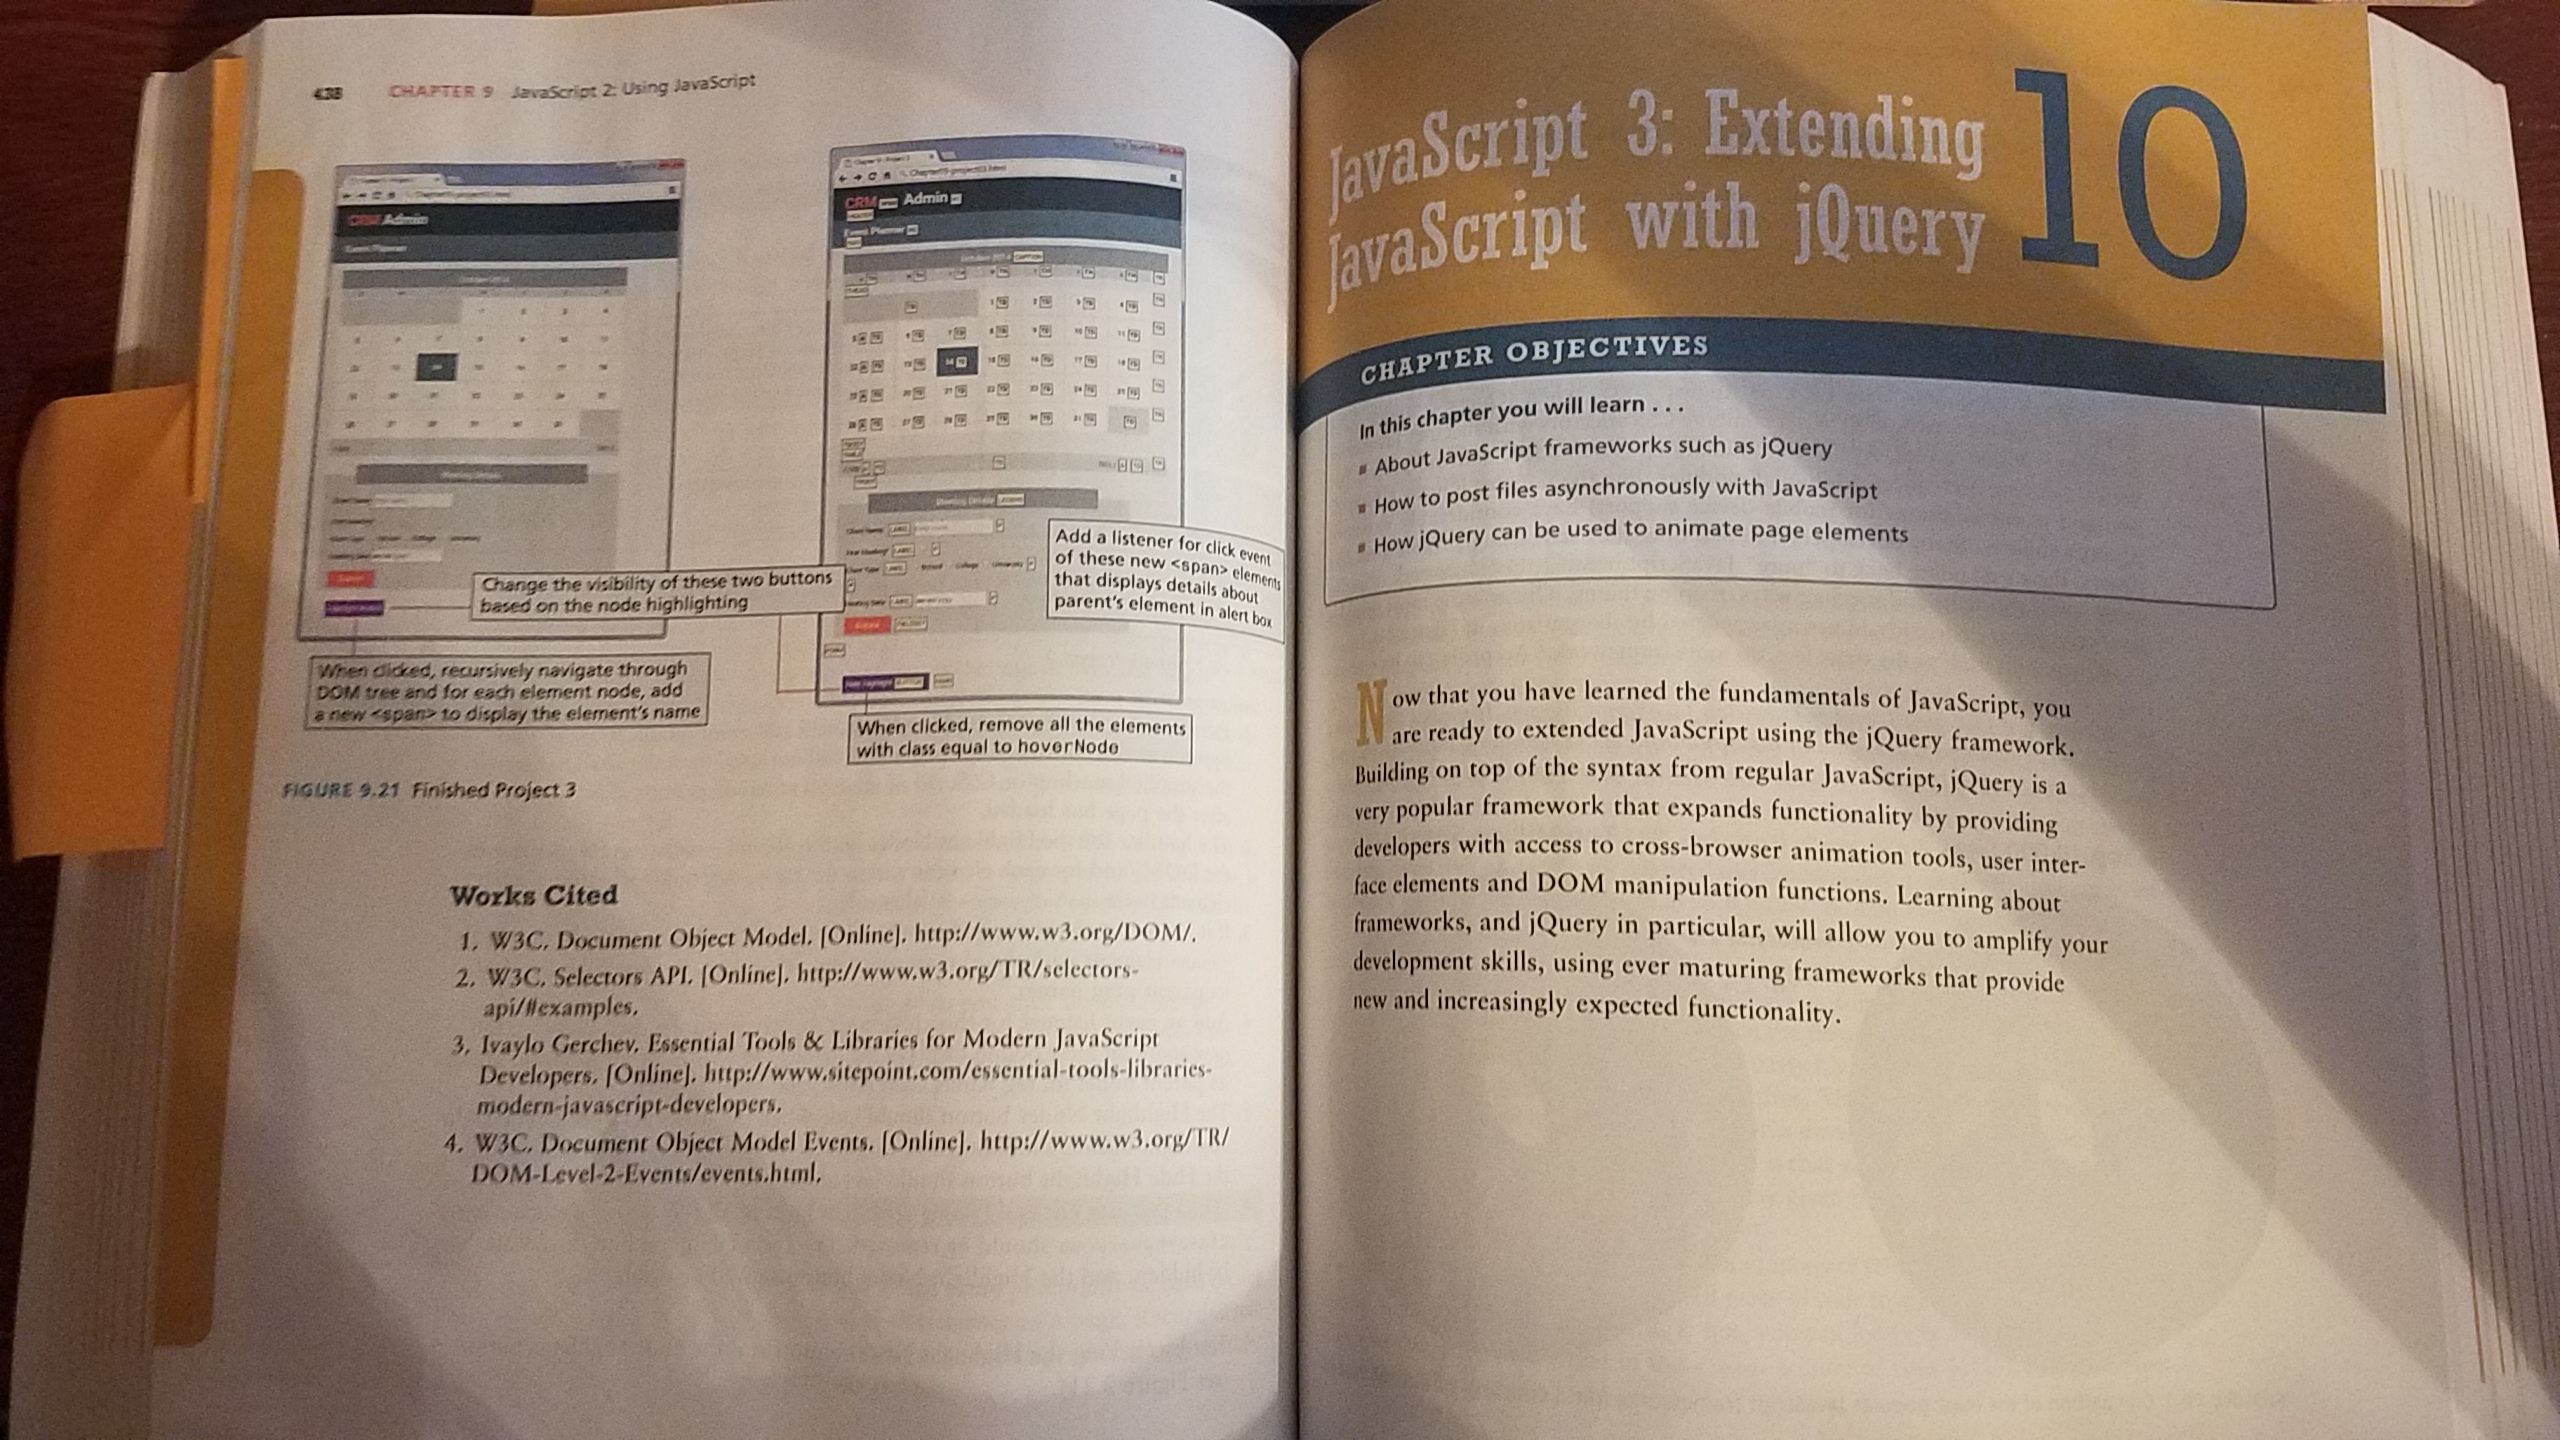 438 CHAPTER 9 JavaScript 2: Using JavaScript
CRM Admin
CRM Admin
Change the visibility of these two buttons
based on the node highlighting
Add a listener for click event
of these new <span> elements
that displays details about
parent's element in alert box
When clicked, recursively navigate through
DOM tree and for each element node, add
a new <span> to display the element's name
When clicked, remove all the elements
with class equal to hoverNode
FIGURE 9.21 Finished Project 3
Works Cited
1. W3C. Document Object Model. [Online]. http://www.w3.org/DOM/.
2. W3C. Selectors API. [Online]. http://www.w3.org/TR/selectors-
api/#examples.
3. Ivaylo Gerchev. Essential Tools & Libraries for Modern JavaScript
Developers. [Online]. http://www.sitepoint.com/essential-tools-libraries-
modern-javascript-developers.
4. W3C. Document Object Model Events. [Online]. http://www.w3.org/TR/
DOM-Level-2-Events/events.html.
JavaScript 3: Extending
JavaScript with jQuery
10
CHAPTER OBJECTIVES
In this chapter you will learn . . .
■ About JavaScript frameworks such as jQuery
■ How to post files asynchronously with JavaScript
■ How jQuery can be used to animate page elements
Now that you have learned the fundamentals of JavaScript, you
are ready to extended JavaScript using the jQuery framework.
Building on top of the syntax from regular JavaScript, jQuery is a
very popular framework that expands functionality by providing
developers with access to cross-browser animation tools, user inter-
face elements and DOM manipulation functions. Learning about
frameworks, and jQuery in particular, will allow you to amplify your
development skills, using ever maturing frameworks that provide
new and increasingly expected functionality.